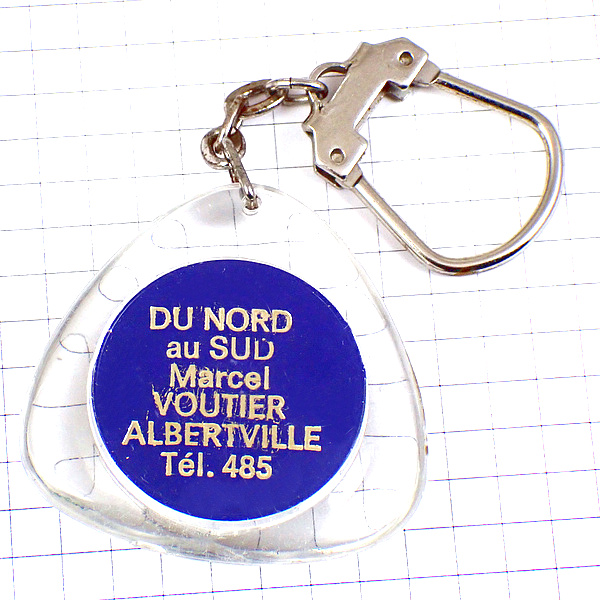 DU NORD
au SUD
Marcel
VOUTIER
ALBERTVILLE
Tél. 485